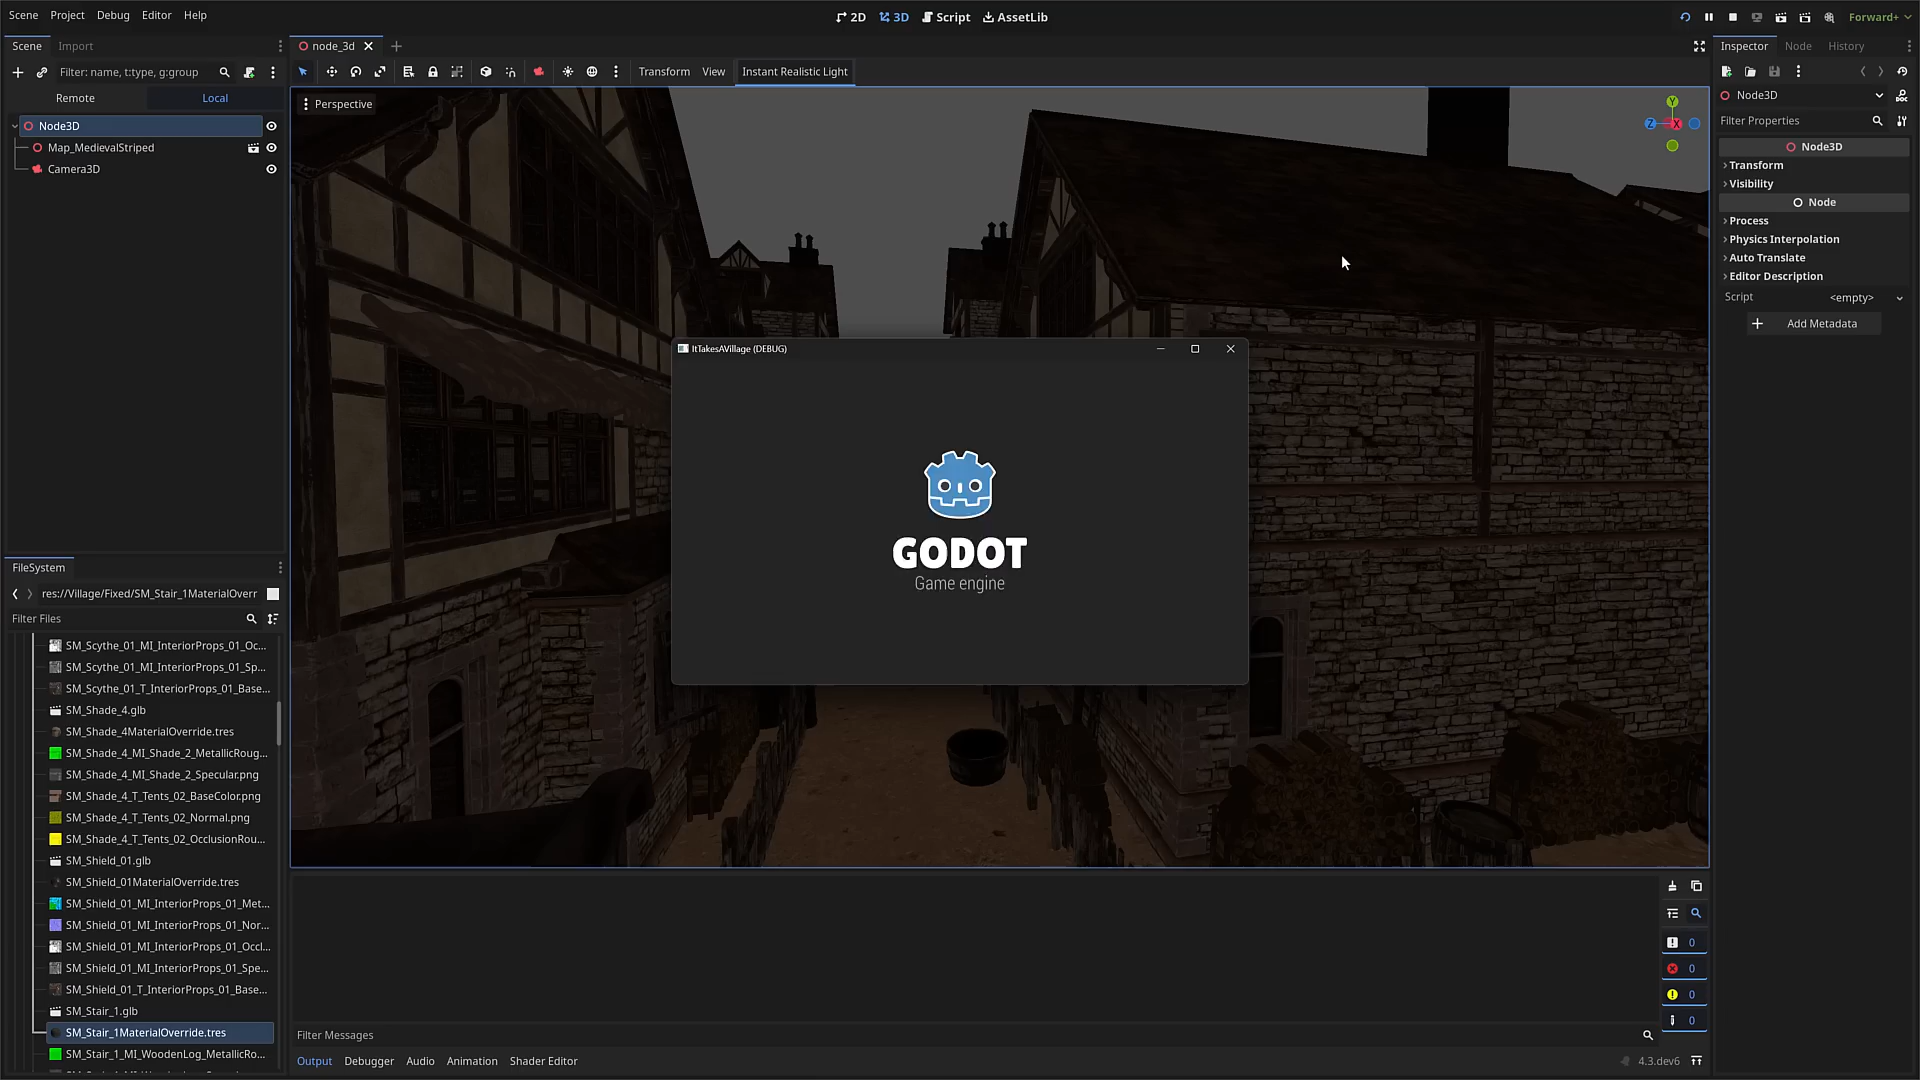 Scene Project Debug Editor Help
2D 3D Script AssetLib
Forward+
Scene Import
node_3d
Inspector Node History
Filter: name, t:type, g:group
Transform View Instant Realistic Light
Remote Local
Perspective
Node3D
Map_MedievalStriped
Camera3D
Y
Z X
Node3D
Filter Properties
Node3D
Transform
Visibility
Node
Process
Physics Interpolation
Auto Translate
Editor Description
Script <empty>
Add Metadata
ItTakesAVillage (DEBUG)
GODOT
Game engine
FileSystem
res://Village/Fixed/SM_Stair_1MaterialOverr
Filter Files
SM_Scythe_01_MI_InteriorProps_01_Oc...
SM_Scythe_01_MI_InteriorProps_01_Sp...
SM_Scythe_01_T_InteriorProps_01_Base...
SM_Shade_4.glb
SM_Shade_4MaterialOverride.tres
SM_Shade_4_MI_Shade_2_MetallicRoug...
SM_Shade_4_MI_Shade_2_Specular.png
SM_Shade_4_T_Tents_02_BaseColor.png
SM_Shade_4_T_Tents_02_Normal.png
SM_Shade_4_T_Tents_02_OcclusionRou...
SM_Shield_01.glb
SM_Shield_01MaterialOverride.tres
SM_Shield_01_MI_InteriorProps_01_Met...
SM_Shield_01_MI_InteriorProps_01_Nor...
SM_Shield_01_MI_InteriorProps_01_Occl...
SM_Shield_01_MI_InteriorProps_01_Spe...
SM_Shield_01_T_InteriorProps_01_Base...
SM_Stair_1.glb
SM_Stair_1MaterialOverride.tres
SM_Stair_1_MI_WoodenLog_MetallicRo...
0
0
0
0
Filter Messages
Output Debugger Audio Animation Shader Editor
4.3.dev6